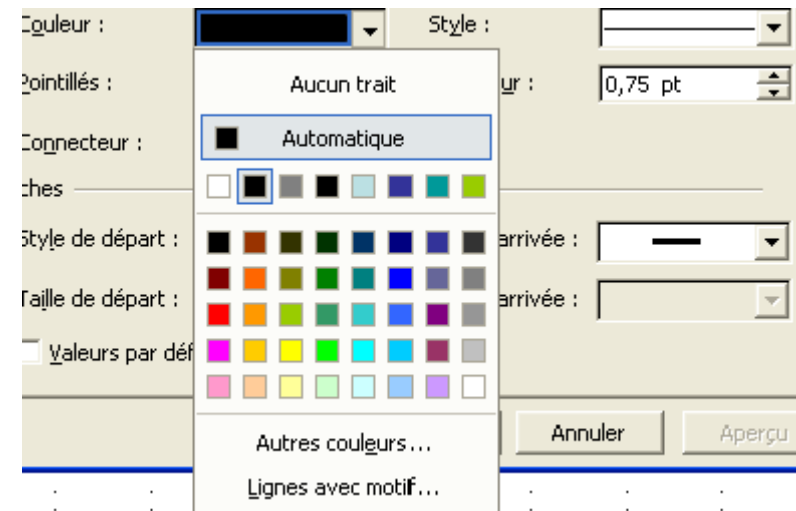 Couleur :
Style :
Pointillés :
Aucun trait
ur :
0,75 pt
Automatique
Connecteur :
ches
Style de départ :
arrivée :
Taille de départ :
arrivée :
Valeurs par déf
Annuler
Aperçu
Autres couleurs...
Lignes avec motif...